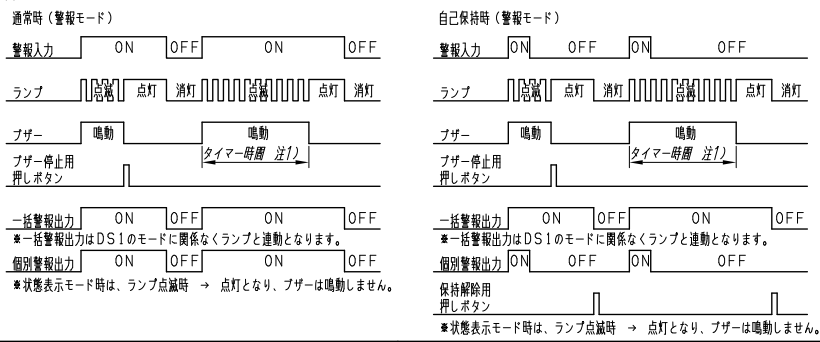 通常時(警報モード)
警報入力 ON OFF ON OFF
ランプ 点滅 点灯 消灯 点滅 点灯 消灯
ブザー 鳴動 鳴動
タイマー時間 注1)
ブザー停止用
押しボタン
一括警報出力 ON OFF ON OFF
※一括警報出力はDS1のモードに関係なくランプと連動となります。
個別警報出力 ON OFF ON OFF
※状態表示モード時は、ランプ点滅時 → 点灯となり、ブザーは鳴動しません。
自己保持時(警報モード)
警報入力 ON OFF ON OFF
ランプ 点滅 点灯 消灯 点滅 点灯 消灯
ブザー 鳴動 鳴動
タイマー時間 注1)
ブザー停止用
押しボタン
一括警報出力 ON OFF ON OFF
※一括警報出力はDS1のモードに関係なくランプと連動となります。
個別警報出力 ON OFF ON OFF
保持解除用
押しボタン
※状態表示モード時は、ランプ点滅時 → 点灯となり、ブザーは鳴動しません。